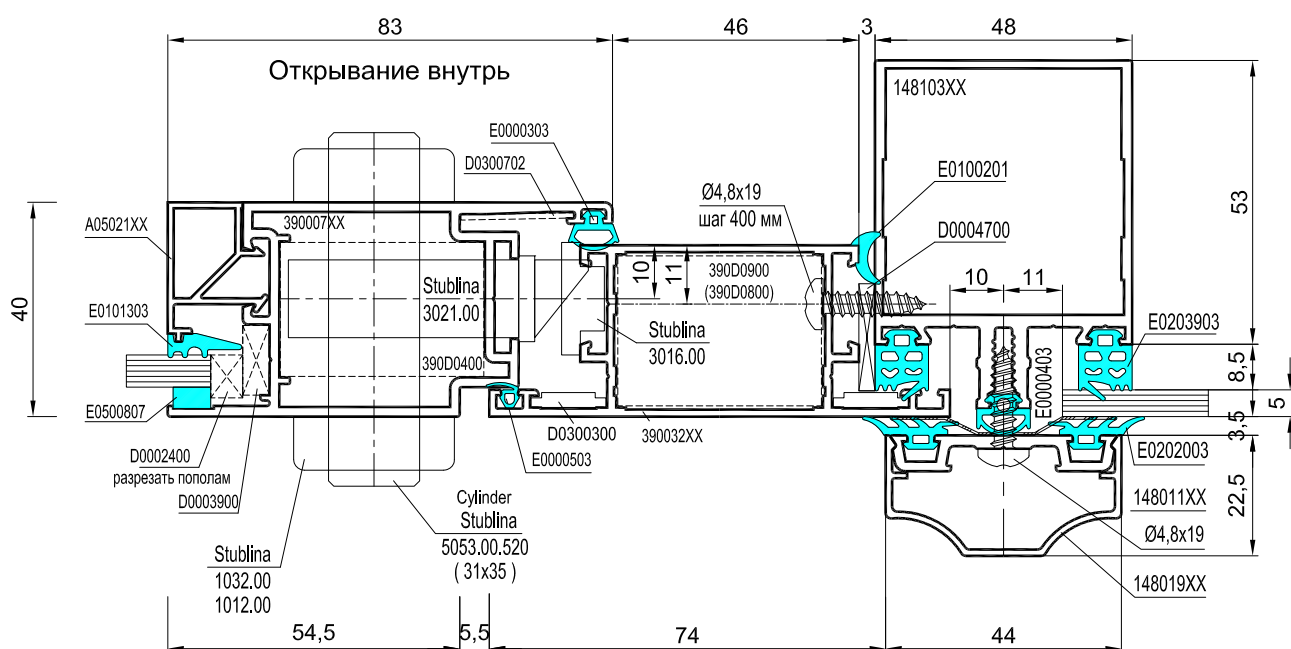 83
46
3
48
Открывание внутрь
148103XX
E0000303
D0300702
Ø4,8x19
шаг 400 мм
E0100201
D0004700
53
A05021XX
390007XX
40
E0101303
E0500807
Stublina
3021.00
390D0400
10
11
390D0900
(390D0800)
Stublina
3016.00
10
11
E0203903
E0000403
8,5
5
3,5
D0002400
разрезать пополам
D0003900
D0300300
E0000503
390032XX
E0202003
22,5
148011XX
Ø4,8x19
148019XX
Cylinder
Stublina
5053.00.520
( 31x35 )
Stublina
1032.00
1012.00
54,5
5,5
74
44